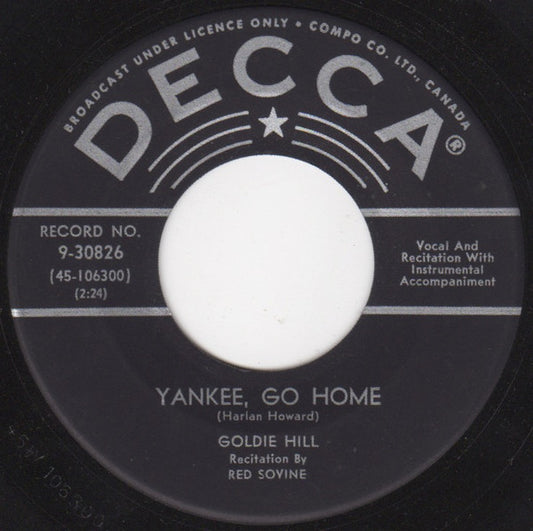 BROADCAST UNDER LICENCE ONLY • COMPO CO. LTD., CANADA
DECCA®
RECORD NO.
9-30826
(45-106300)
(2:24)
Vocal And
Recitation With
Instrumental
Accompaniment
YANKEE, GO HOME
(Harlan Howard)
GOLDIE HILL
Recitation By
RED SOVINE